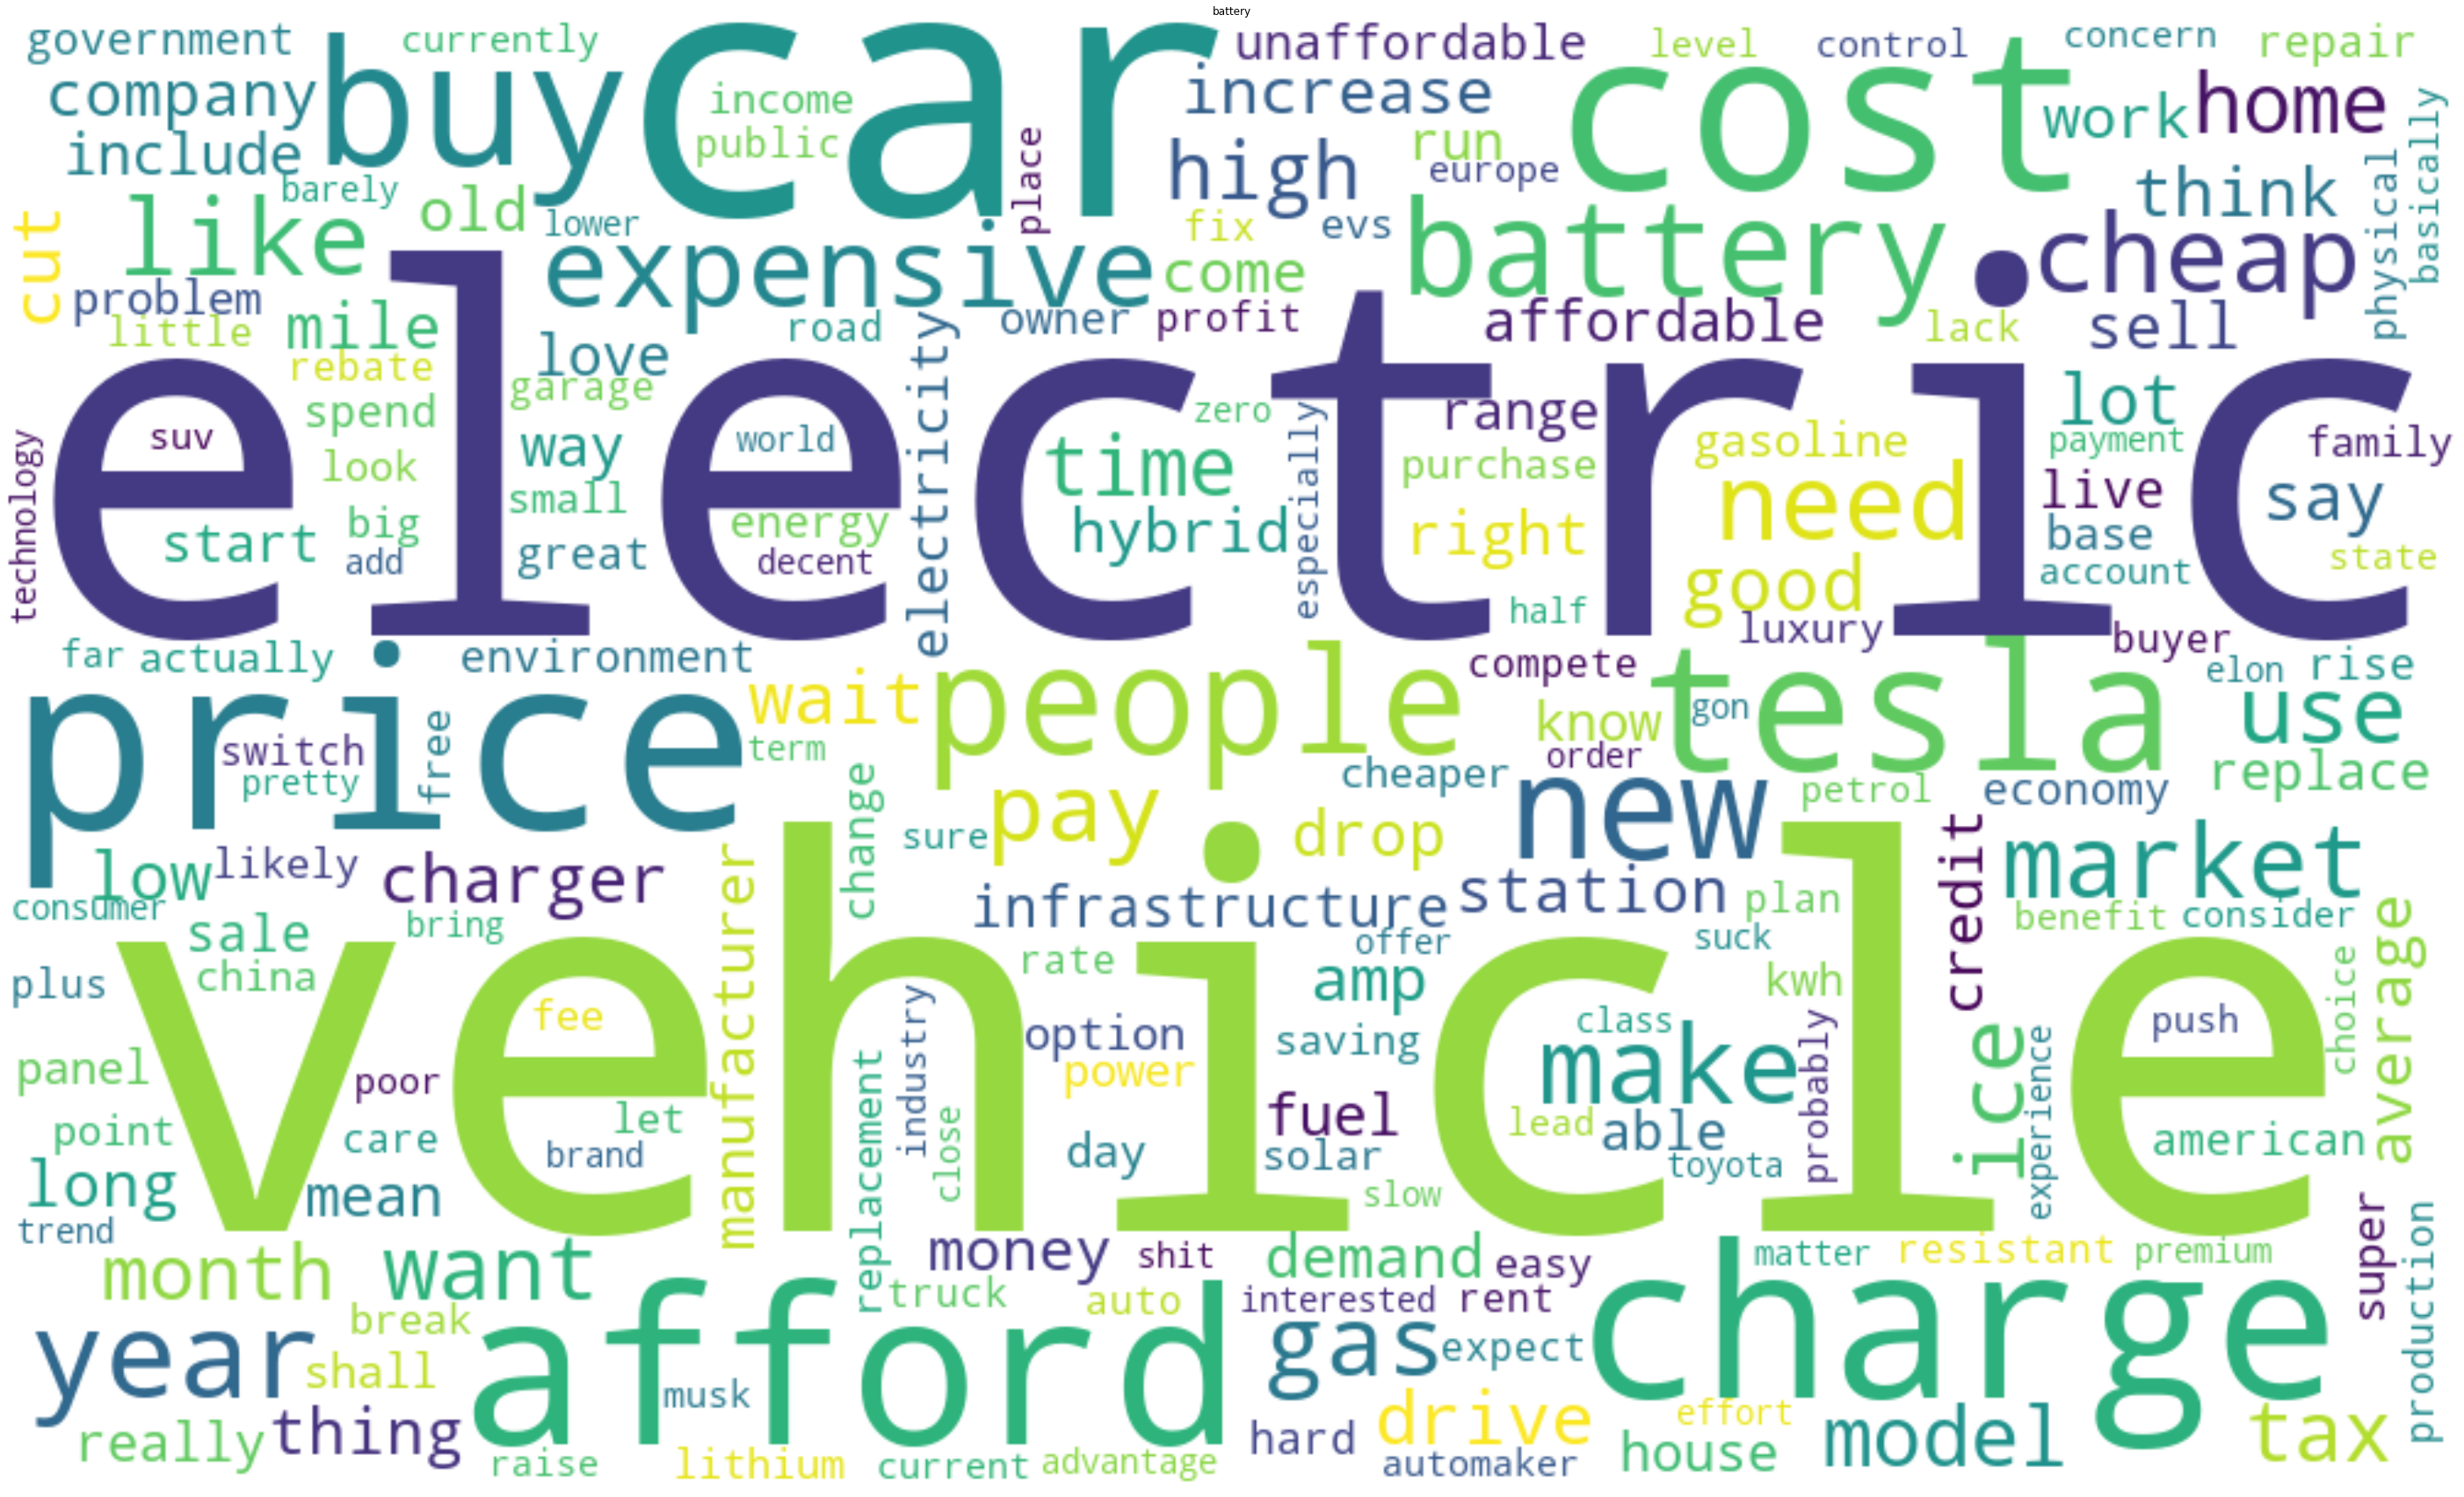 battery
government
currently
buy
car
unaffordable
level
control
concern
repair
company
income
increase
cost
work
home
basically
include
public
place
high
run
europe
think
physical
barely
like
old
lower
fix
evs
battery
cheap
cut
expensive
come
problem
little
mile
road
owner
profit
affordable
lack
sell
rebate
love
garage
electricity
electric
zero
especially
range
lot
technology
suv
spend
way
world
time
purchase
gasoline
payment
family
look
small
need
live
say
start
big
energy
hybrid
right
base
add
great
decent
good
account
state
half
luxury
buyer
far
actually
environment
people
compete
tesla
elon
rise
price
wait
know
gon
use
switch
free
term
order
pretty
change
cheaper
new
petrol
economy
replace
sure
pay
drop
low
likely
charger
manufacturer
vehicle
infrastructure
station
plan
credit
market
consumer
sale
bring
offer
suck
benefit
consider
average
china
rate
amp
kwh
plus
industry
choice
fee
option
saving
class
push
panel
poor
power
make
probably
ice
experience
point
let
replacement
close
fuel
lead
able
american
care
brand
day
solar
toyota
long
mean
slow
super
trend
production
month
want
money
shit
demand
easy
matter
resistant
premium
truck
auto
interested
rent
charge
year
break
afford
gas
expect
shall
musk
drive
effort
model
tax
really
thing
hard
house
raise
lithium
current
advantage
automaker